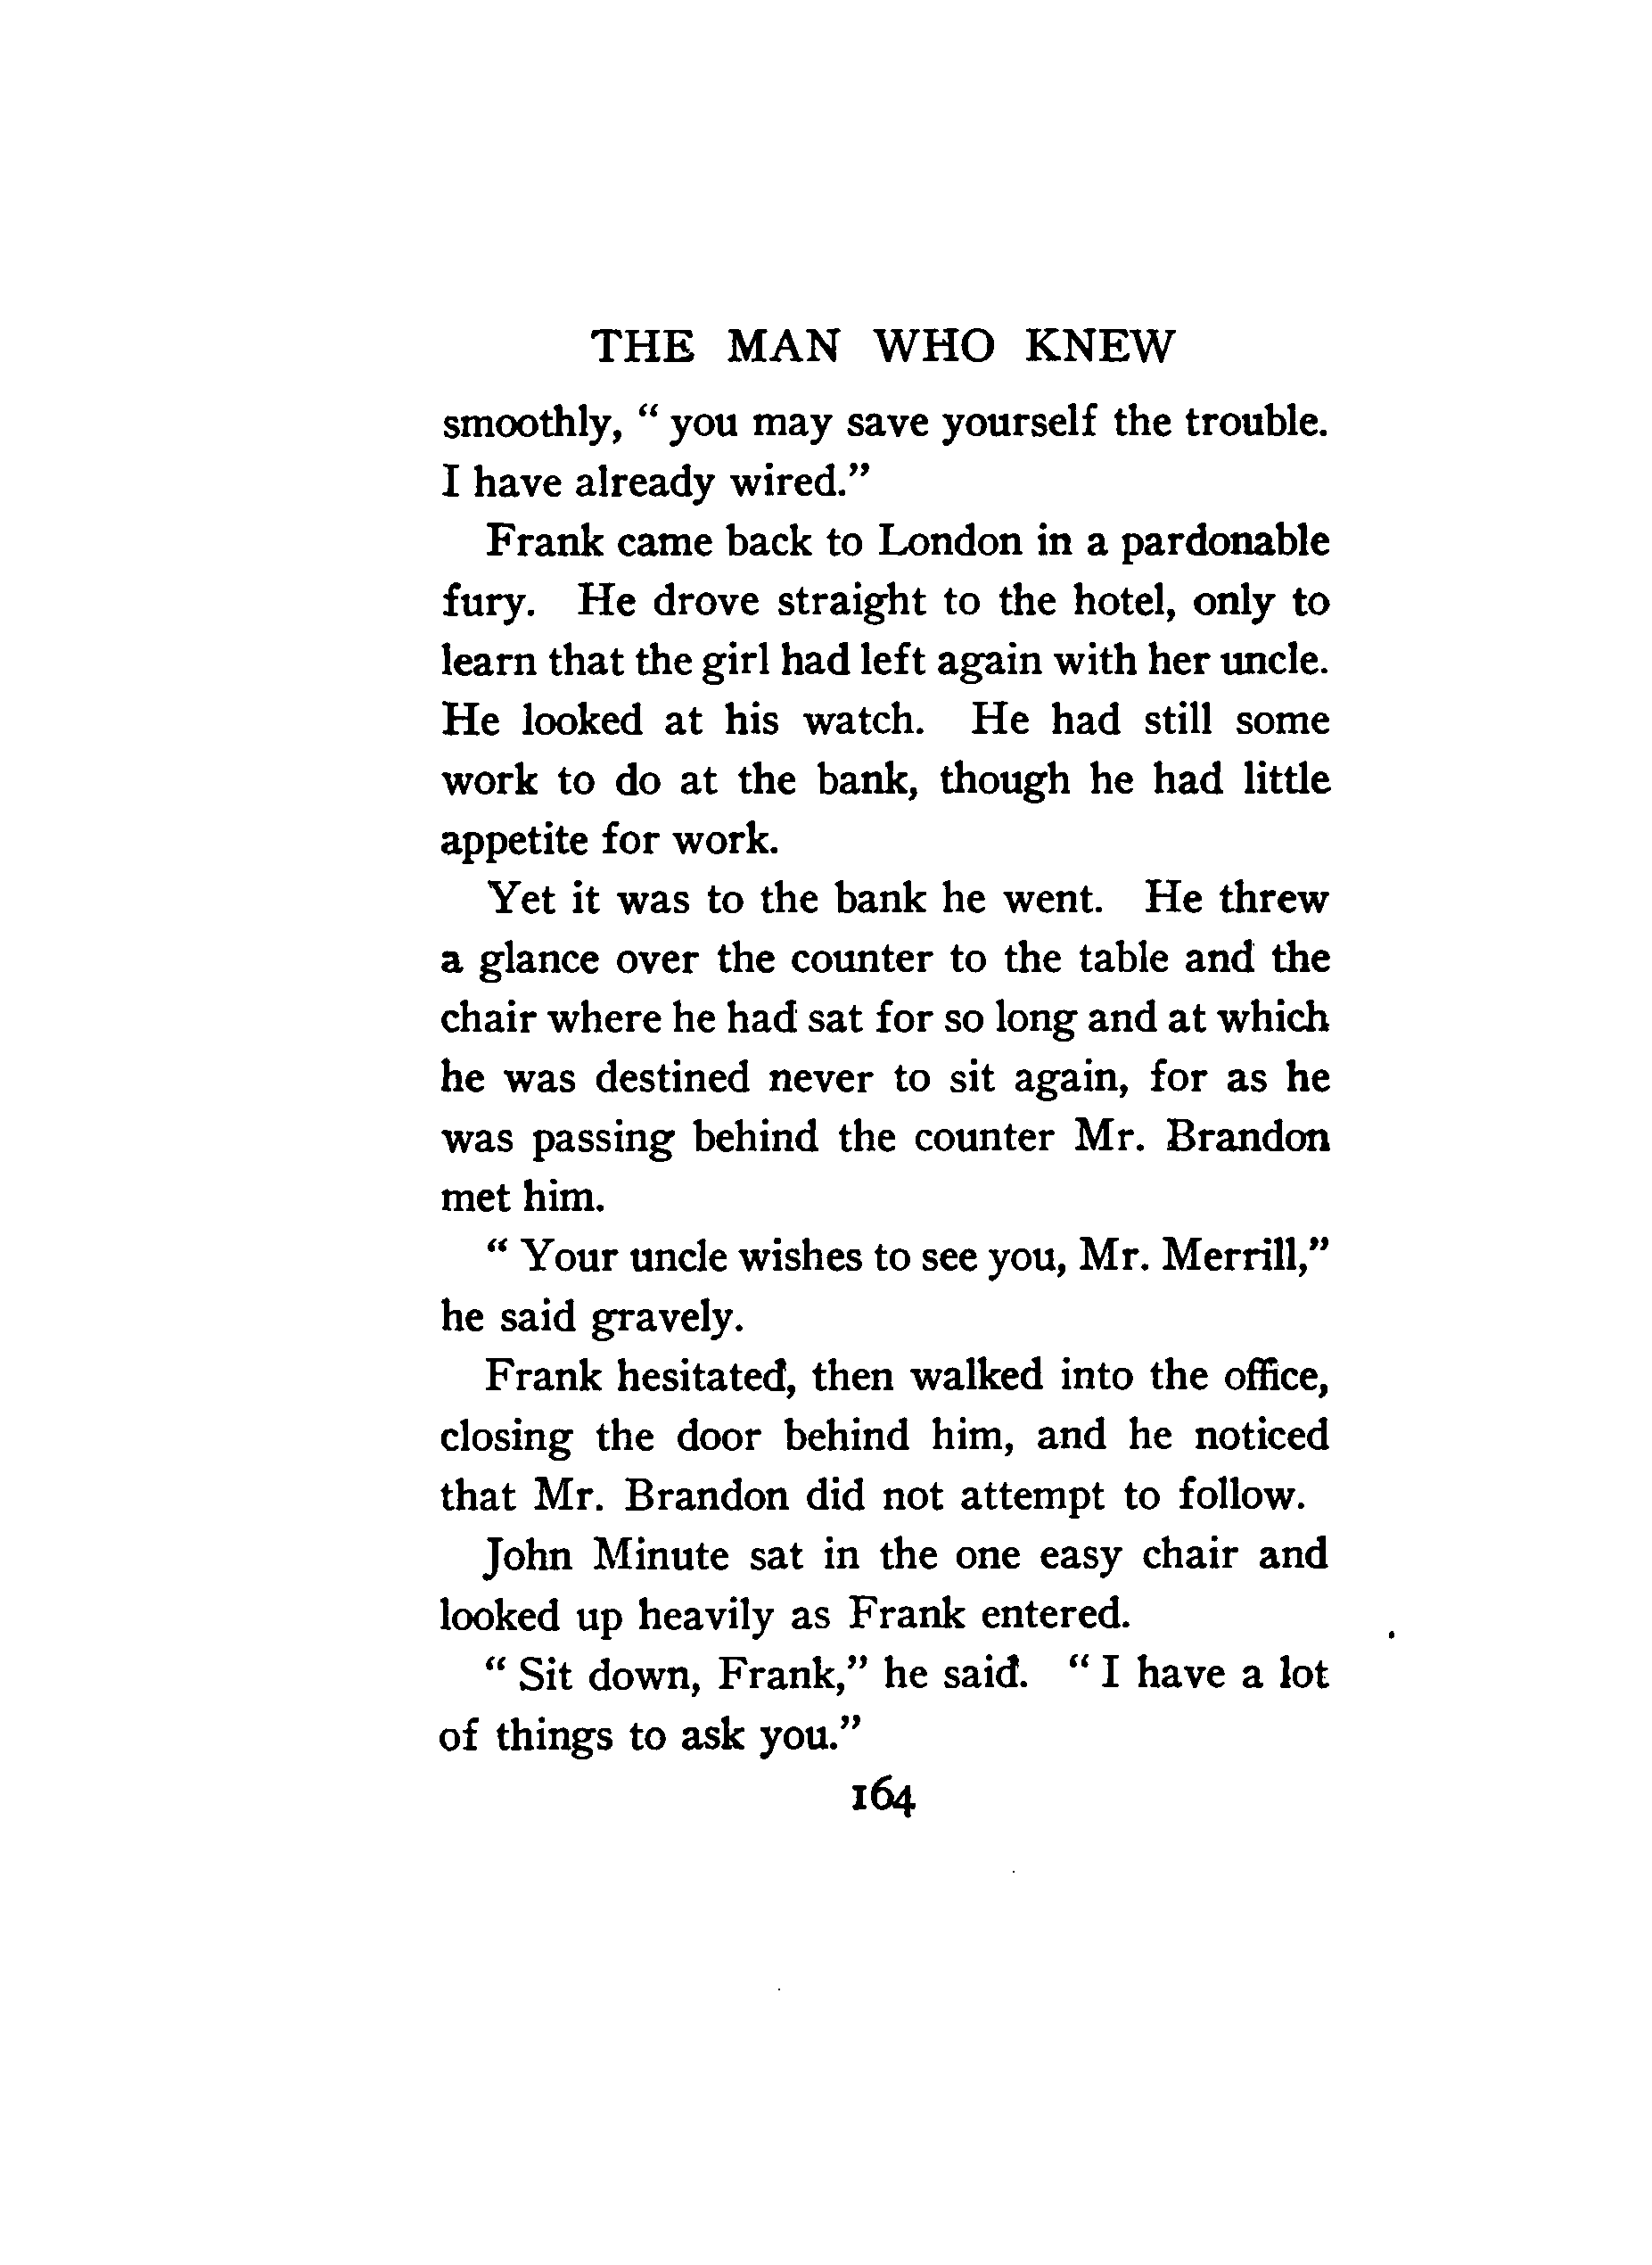 THE MAN WHO KNEW
smoothly, “ you may save yourself the trouble.
I have already wired.”
Frank came back to London in a pardonable
fury. He drove straight to the hotel, only to
learn that the girl had left again with her uncle.
He looked at his watch. He had still some
work to do at the bank, though he had little
appetite for work.
Yet it was to the bank he went. He threw
a glance over the counter to the table and the
chair where he had sat for so long and at which
he was destined never to sit again, for as he
was passing behind the counter Mr. Brandon
met him.
“ Your uncle wishes to see you, Mr. Merrill,”
he said gravely.
Frank hesitated, then walked into the office,
closing the door behind him, and he noticed
that Mr. Brandon did not attempt to follow.
John Minute sat in the one easy chair and
looked up heavily as Frank entered.
“ Sit down, Frank,” he said. “ I have a lot
of things to ask you.”
164